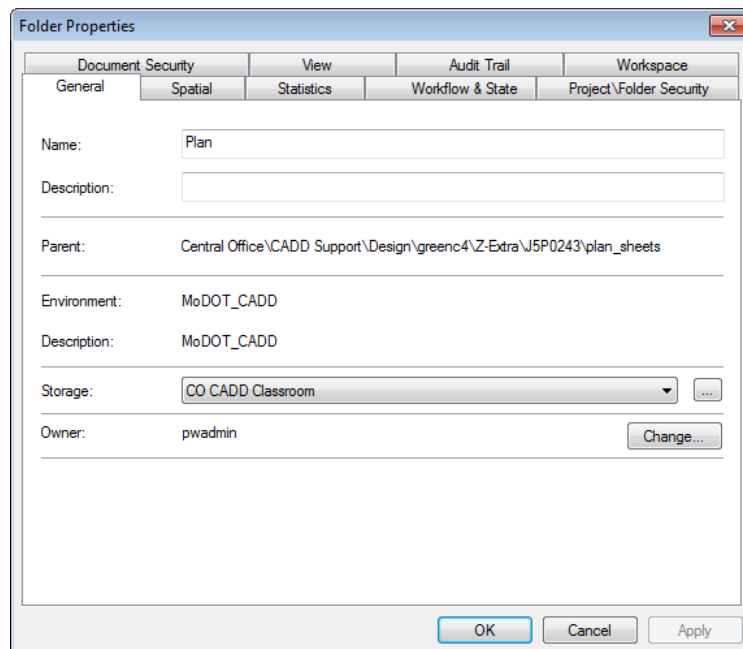 Folder Properties
Document Security View Audit Trail Workspace
General Spatial Statistics Workflow & State Project\Folder Security
Name: Plan
Description:
Parent: Central Office\CADD Support\Design\greenc4\Z-Extra\J5P0243\plan_sheets
Environment: MoDOT_CADD
Description: MoDOT_CADD
Storage: CO CADD Classroom ...
Owner: pwadmin Change...
OK Cancel Apply